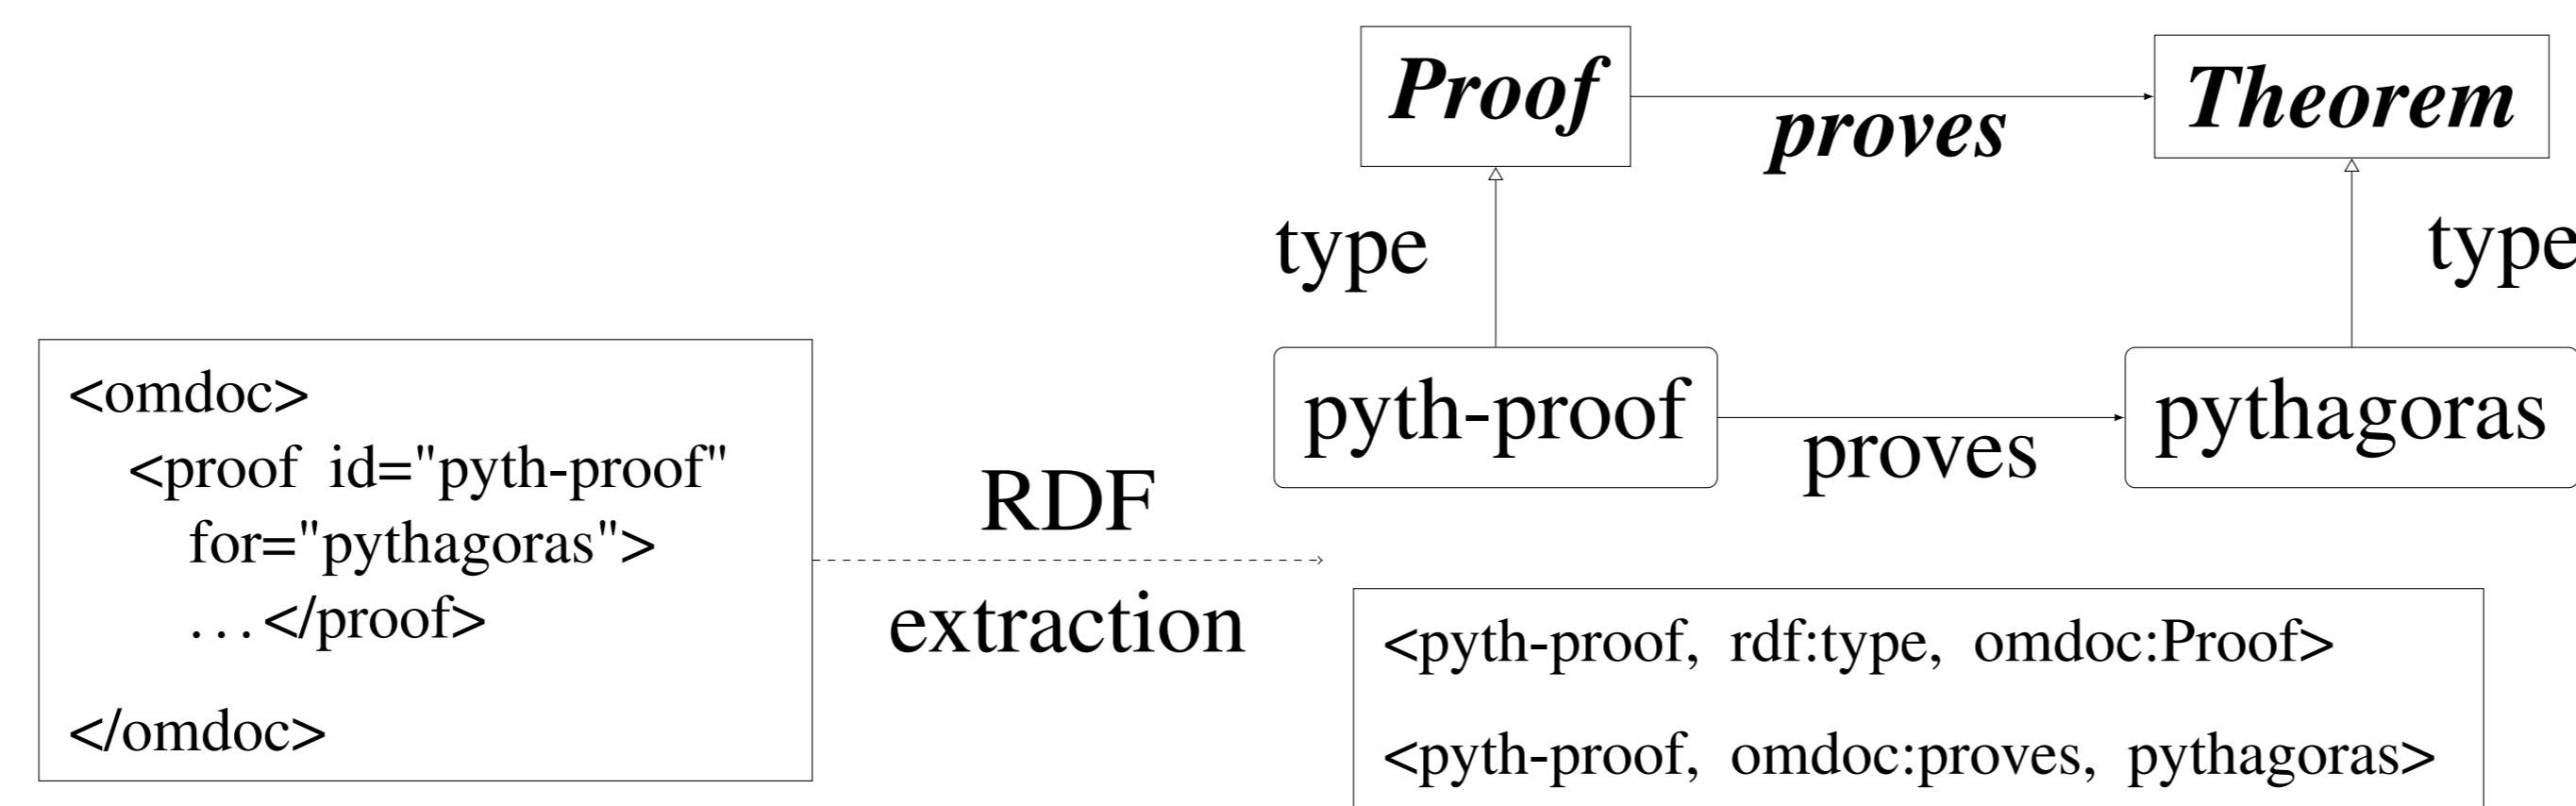 Proof
proves
Theorem
type
type
pyth-proof
proves
pythagoras
<omdoc>
<proof id="pyth-proof"
for="pythagoras">
...</proof>
</omdoc>
RDF
extraction
<pyth-proof, rdf:type, omdoc:Proof>
<pyth-proof, omdoc:proves, pythagoras>